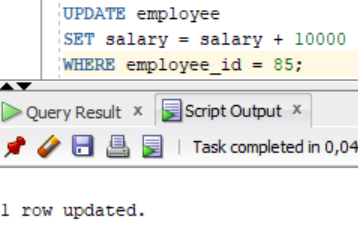 UPDATE employee
SET salary = salary + 10000
WHERE employee_id = 85;
Query Result x Script Output x
Task completed in 0,04
1 row updated.